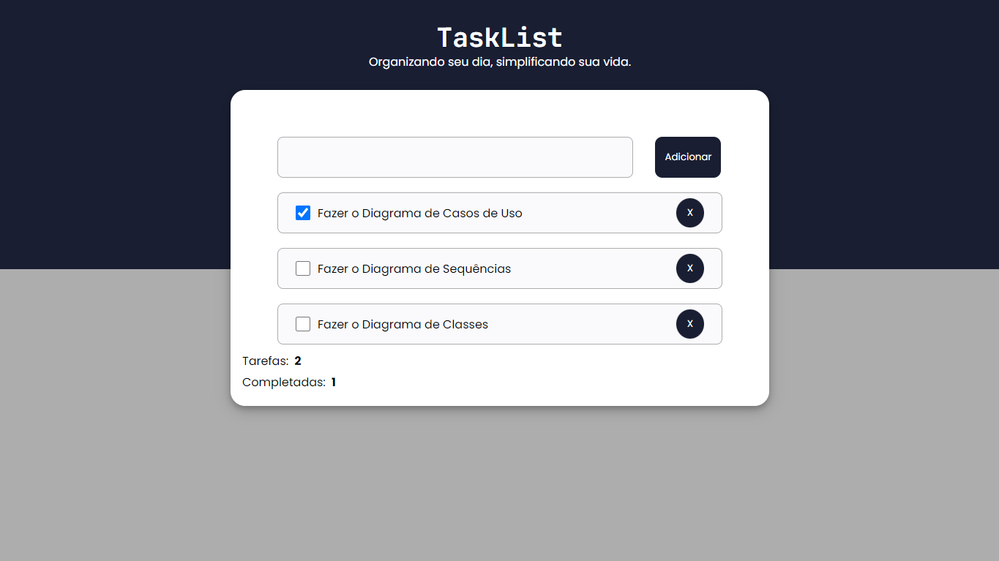 TaskList
Organizando seu dia, simplificando sua vida.
Adicionar
Fazer o Diagrama de Casos de Uso X
Fazer o Diagrama de Sequências X
Fazer o Diagrama de Classes X
Tarefas: 2
Completadas: 1